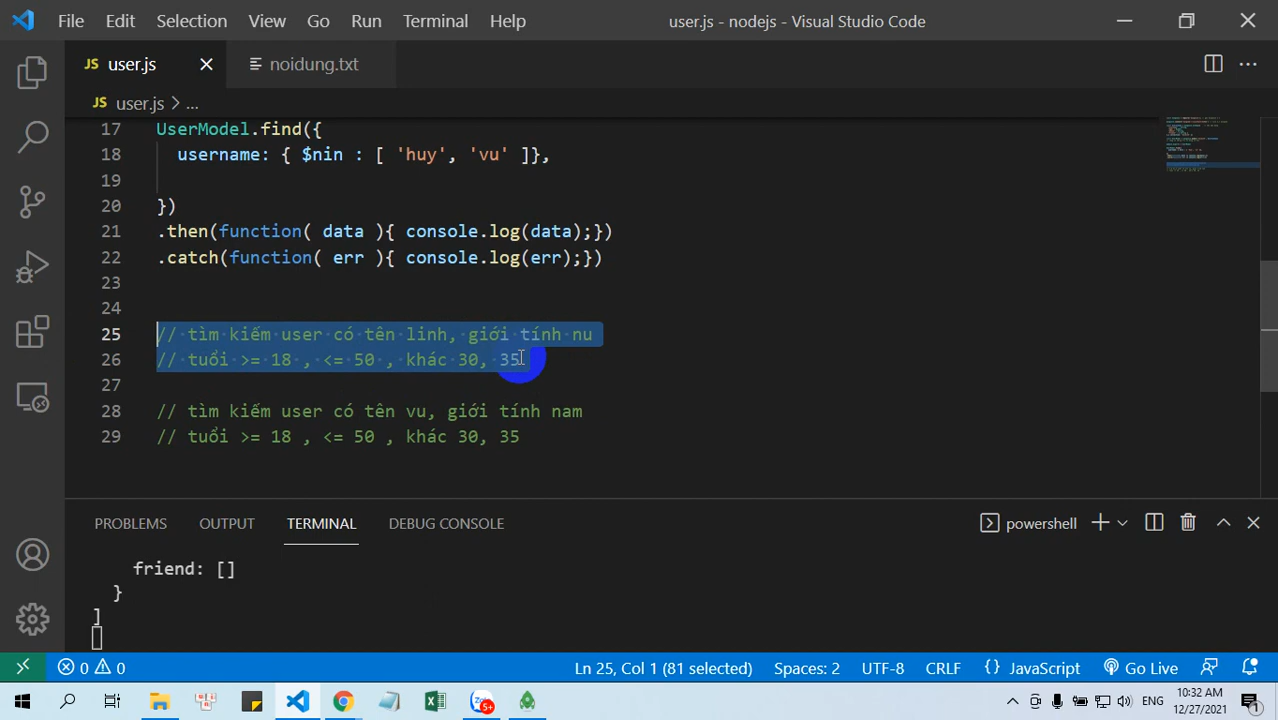 File Edit Selection View Go Run Terminal Help user.js - nodejs - Visual Studio Code
JS user.js noidung.txt
JS user.js > ...
17 UserModel.find({
18 username: { $nin : [ 'huy', 'vu' ]},
19
20 })
21 .then(function( data ){ console.log(data);})
22 .catch(function( err ){ console.log(err);})
23
24
25 // tìm kiếm user có tên linh, giới tính nu
26 // tuổi >= 18 , <= 50 , khác 30, 35
27
28 // tìm kiếm user có tên vu, giới tính nam
29 // tuổi >= 18 , <= 50 , khác 30, 35
PROBLEMS OUTPUT TERMINAL DEBUG CONSOLE powershell
friend: []
}
]
0 0 Ln 25, Col 1 (81 selected) Spaces: 2 UTF-8 CRLF {} JavaScript Go Live
5+ ENG 10:32 AM
12/27/2021 1